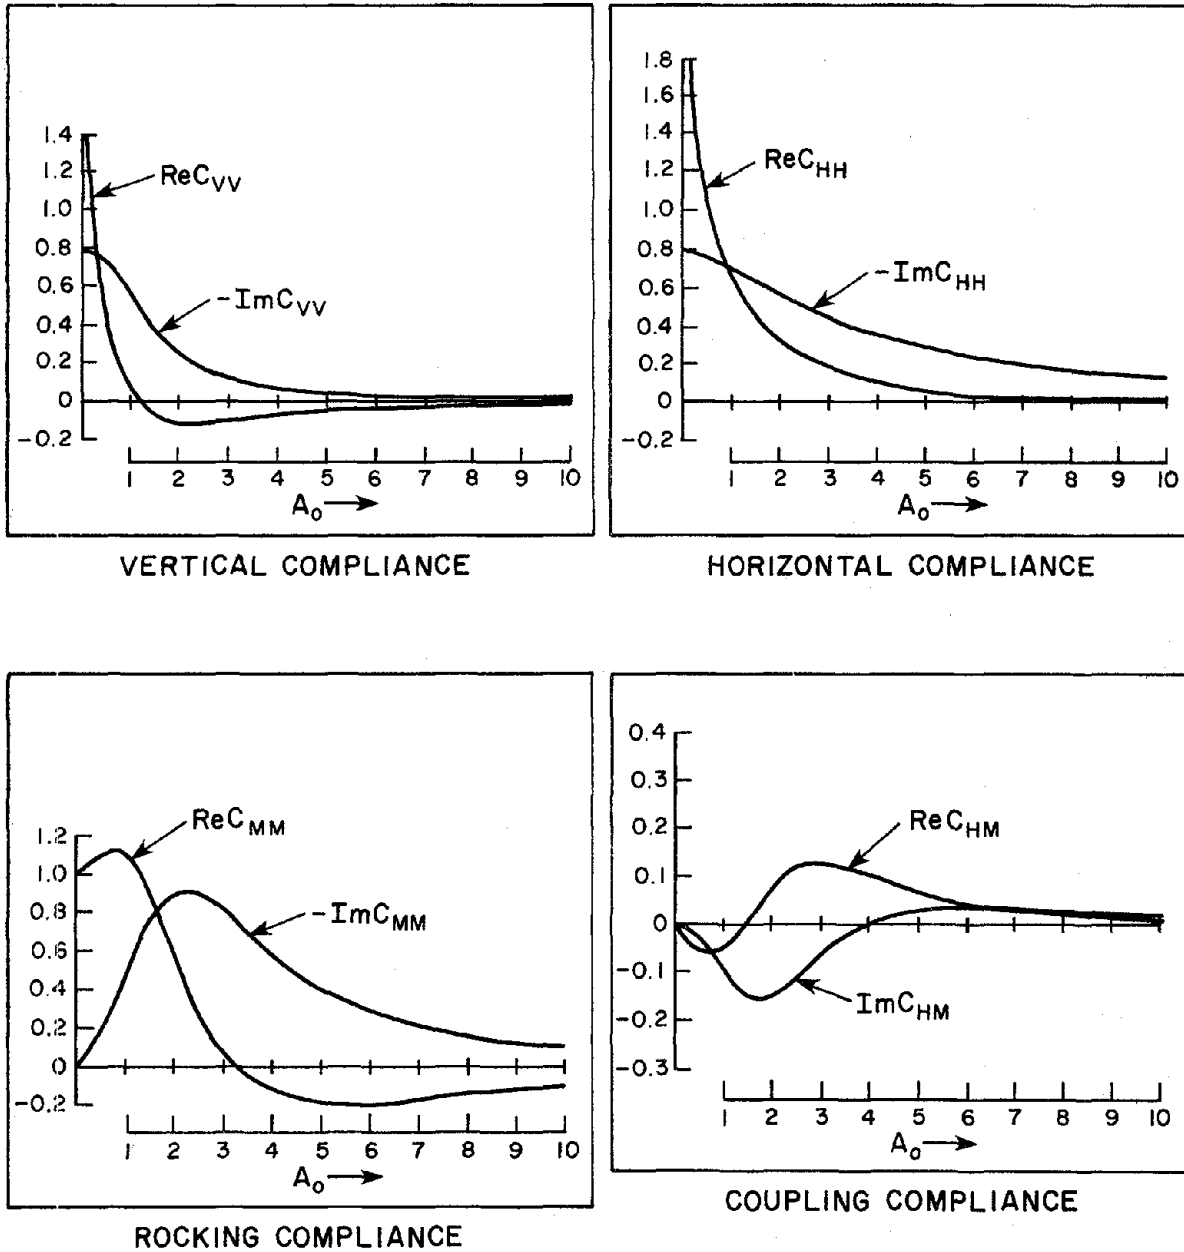 1.4
1.2
1.0
0.8
0.6
0.4
0.2
0
-0.2
ReC_VV
-ImC_VV
1 2 3 4 5 6 7 8 9 10
A_o →
VERTICAL COMPLIANCE
1.8
1.6
1.4
1.2
1.0
0.8
0.6
0.4
0.2
0
-0.2
ReC_HH
-ImC_HH
1 2 3 4 5 6 7 8 9 10
A_o →
HORIZONTAL COMPLIANCE
1.2
1.0
0.8
0.6
0.4
0.2
0
-0.2
ReC_MM
-ImC_MM
1 2 3 4 5 6 7 8 9 10
A_o →
ROCKING COMPLIANCE
0.4
0.3
0.2
0.1
0
-0.1
-0.2
-0.3
ReC_HM
ImC_HM
1 2 3 4 5 6 7 8 9 10
A_o →
COUPLING COMPLIANCE